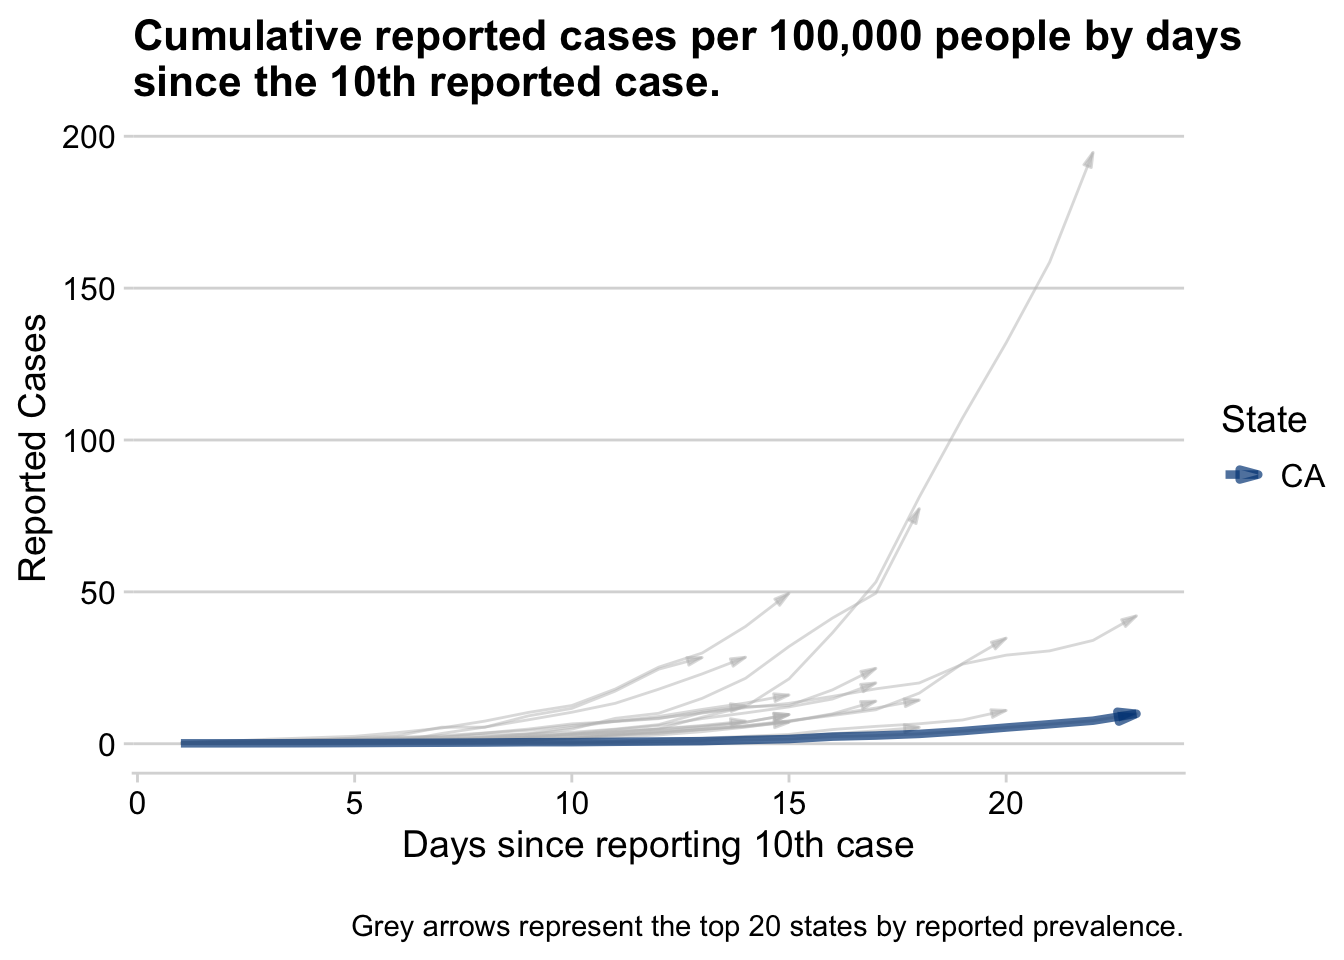 Cumulative reported cases per 100,000 people by days
since the 10th reported case.
200
150
100
50
0
Reported Cases
0 5 10 15 20
Days since reporting 10th case
State
CA
Grey arrows represent the top 20 states by reported prevalence.